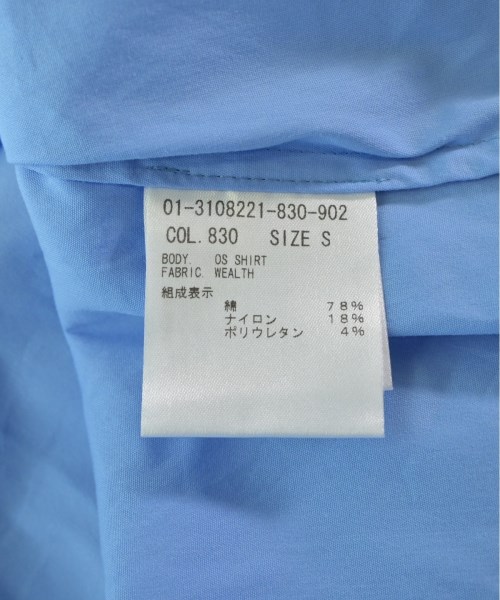 01-3108221-830-902
COL.830 SIZE S
BODY. OS SHIRT
FABRIC. WEALTH
組成表示
綿 78%
ナイロン 18%
ポリウレタン 4%